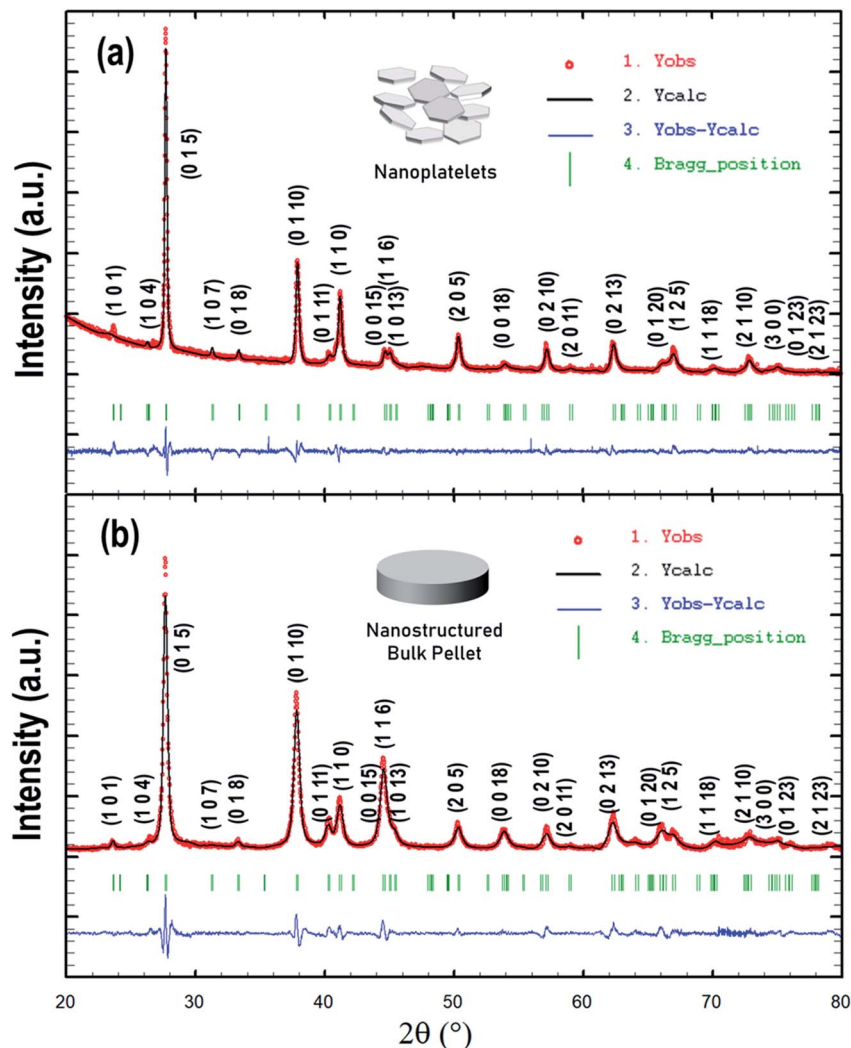 (a)
Nanoplatelets
1. Yobs
2. Ycalc
3. Yobs-Ycalc
4. Bragg_position
Intensity (a.u.)
(1 0 1)
(1 0 4)
(0 1 5)
(1 0 7)
(0 1 8)
(0 1 10)
(0 1 11)
(1 1 0)
(0 0 15)
(1 1 6)
(1 0 13)
(2 0 5)
(0 0 18)
(0 2 10)
(2 0 11)
(0 2 13)
(0 1 20)
(1 2 5)
(1 1 18)
(2 1 10)
(3 0 0)
(0 1 23)
(2 1 23)
(b)
Nanostructured
Bulk Pellet
1. Yobs
2. Ycalc
3. Yobs-Ycalc
4. Bragg_position
Intensity (a.u.)
(1 0 1)
(1 0 4)
(0 1 5)
(1 0 7)
(0 1 8)
(0 1 10)
(0 1 11)
(1 1 0)
(0 0 15)
(1 1 6)
(1 0 13)
(2 0 5)
(0 0 18)
(0 2 10)
(2 0 11)
(0 2 13)
(0 1 20)
(1 2 5)
(1 1 18)
(2 1 10)
(3 0 0)
(0 1 23)
(2 1 23)
20 30 40 50 60 70 80
2θ (°)